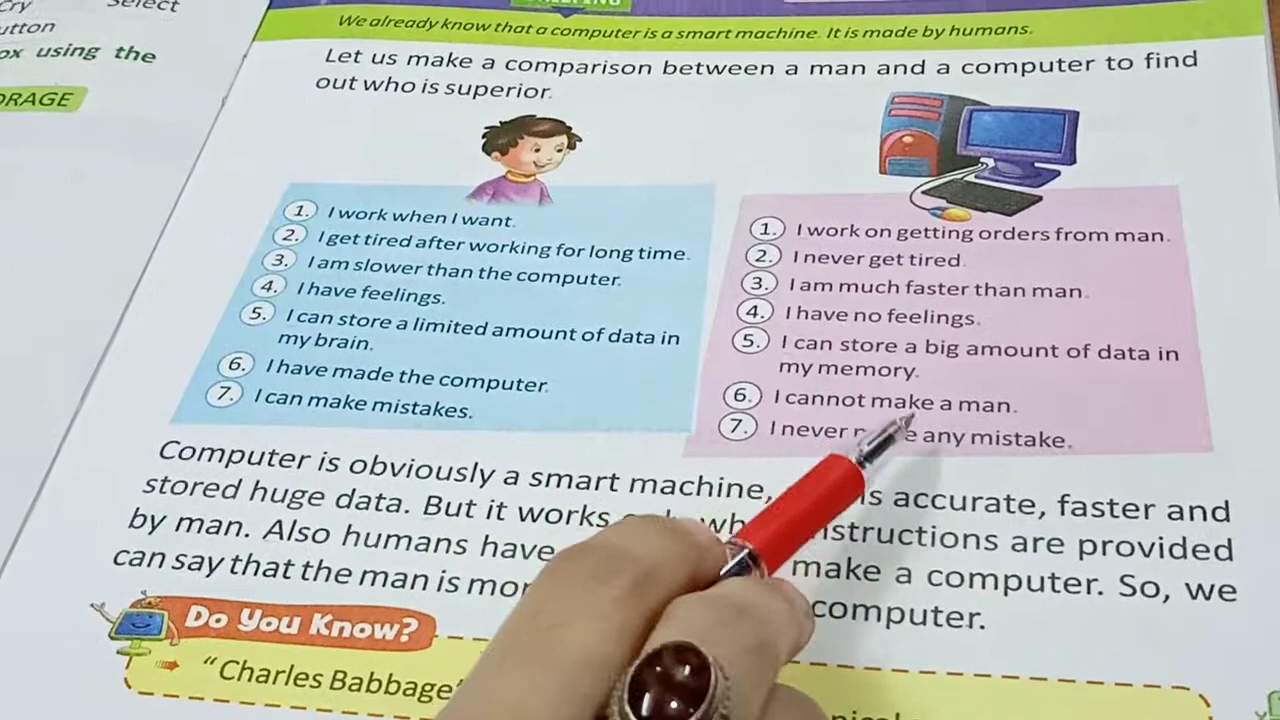 Cry Select
utton
ox using the
ORAGE
We already know that a computer is a smart machine. It is made by humans.
Let us make a comparison between a man and a computer to find
out who is superior.
1. I work when I want.
2. I get tired after working for long time.
3. I am slower than the computer.
4. I have feelings.
5. I can store a limited amount of data in
my brain.
6. I have made the computer.
7. I can make mistakes.
1. I work on getting orders from man.
2. I never get tired.
3. I am much faster than man.
4. I have no feelings.
5. I can store a big amount of data in
my memory.
6. I cannot make a man.
7. I never any mistake.
Computer is obviously a smart machine, is accurate, faster and
stored huge data. But it works instructions are provided
by man. Also humans have make a computer. So, we
can say that the man is computer.
Do You Know?
"Charles Babbage"